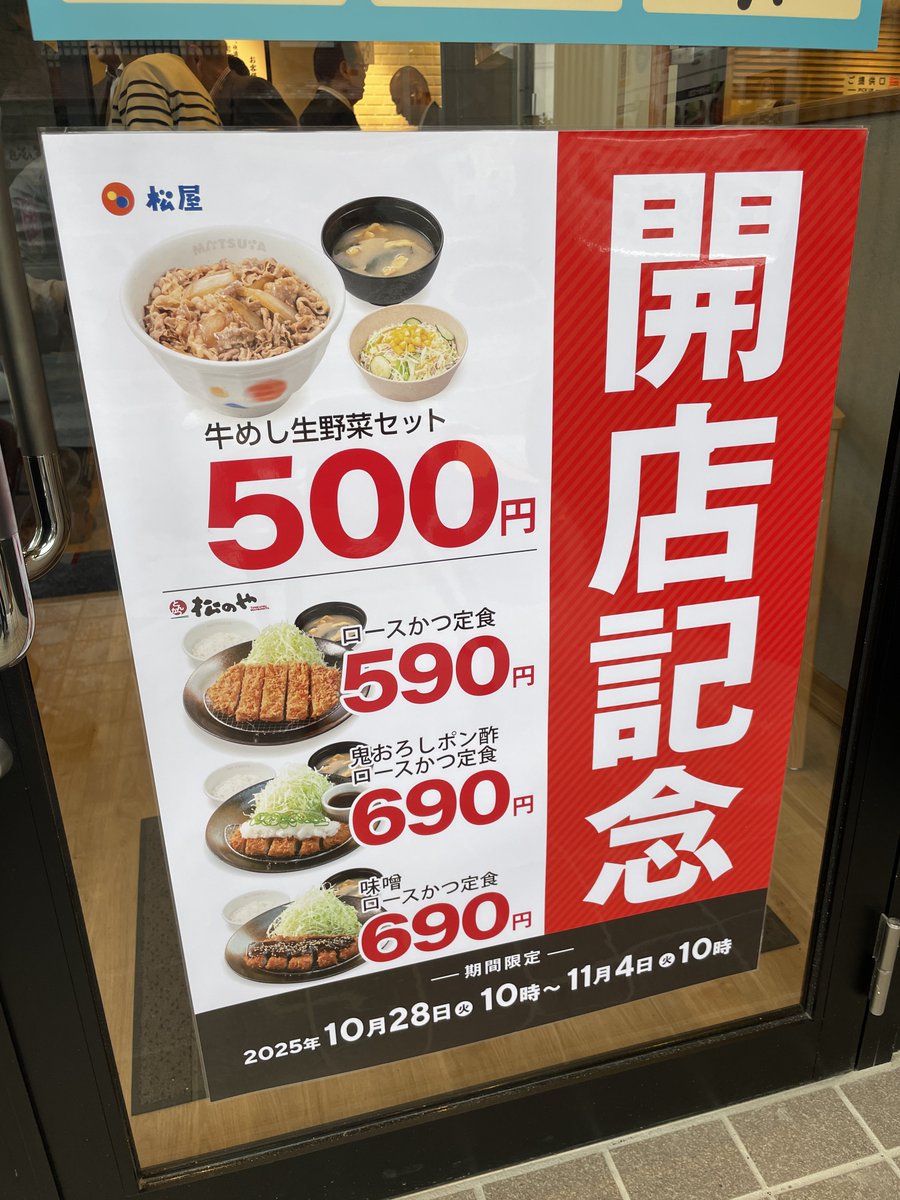 ご提供口
松屋
MATSUYA
牛めし生野菜セット
500円
松のや
ロースかつ定食
590円
鬼おろしポン酢
ロースかつ定食
690円
味噌
ロースかつ定食
690円
開店記念
期間限定
2025年10月28日火10時～11月4日火10時